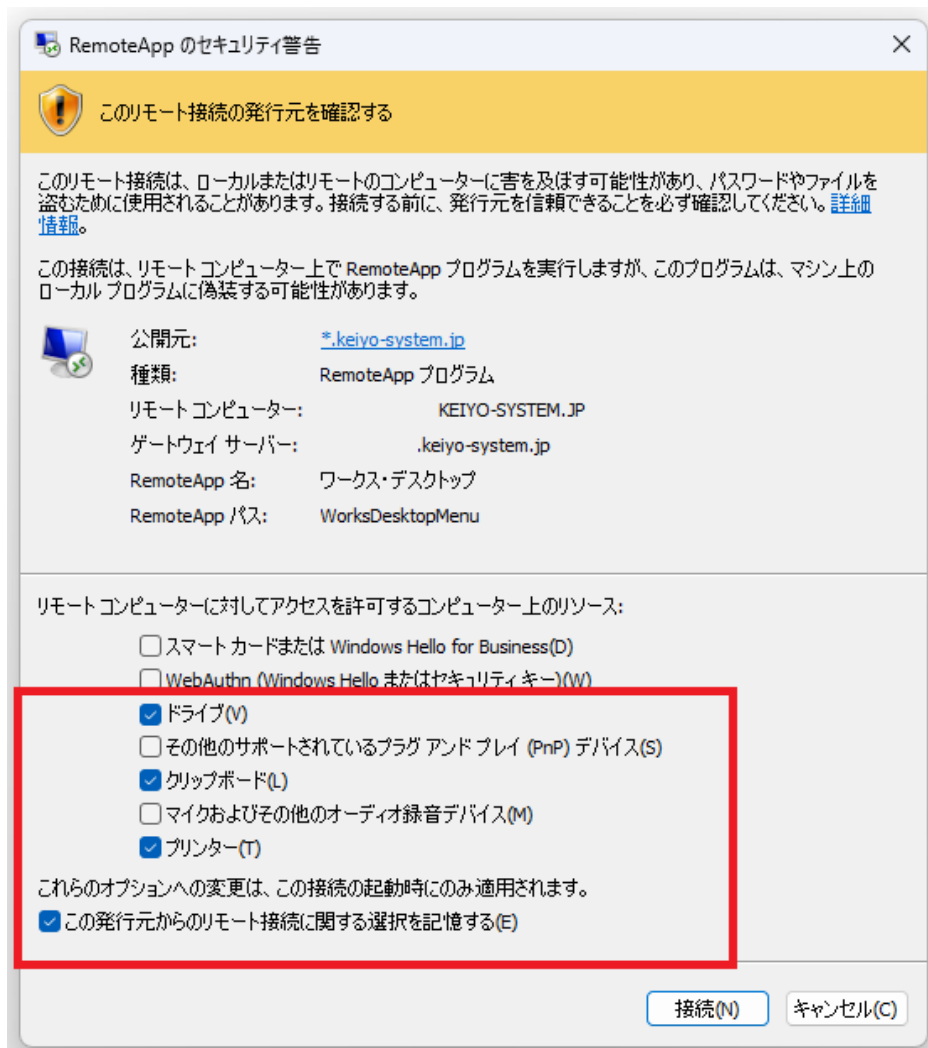 RemoteApp のセキュリティ警告
このリモート接続の発行元を確認する
このリモート接続は、ローカルまたはリモートのコンピューターに害を及ぼす可能性があり、パスワードやファイルを
盗むために使用されることがあります。接続する前に、発行元を信頼できることを必ず確認してください。詳細
情報。
この接続は、リモート コンピューター上で RemoteApp プログラムを実行しますが、このプログラムは、マシン上の
ローカル プログラムに偽装する可能性があります。
公開元: *.keiyo-system.jp
種類: RemoteApp プログラム
リモート コンピューター: KEIYO-SYSTEM.JP
ゲートウェイ サーバー: .keiyo-system.jp
RemoteApp 名: ワークス・デスクトップ
RemoteApp パス: WorksDesktopMenu
リモート コンピューターに対してアクセスを許可するコンピューター上のリソース:
スマート カードまたは Windows Hello for Business(D)
WebAuthn (Windows Hello またはセキュリティ キー)(W)
ドライブ(V)
その他のサポートされているプラグ アンド プレイ (PnP) デバイス(S)
クリップボード(L)
マイクおよびその他のオーディオ録音デバイス(M)
プリンター(T)
これらのオプションへの変更は、この接続の起動時にのみ適用されます。
この発行元からのリモート接続に関する選択を記憶する(E)
接続(N) キャンセル(C)